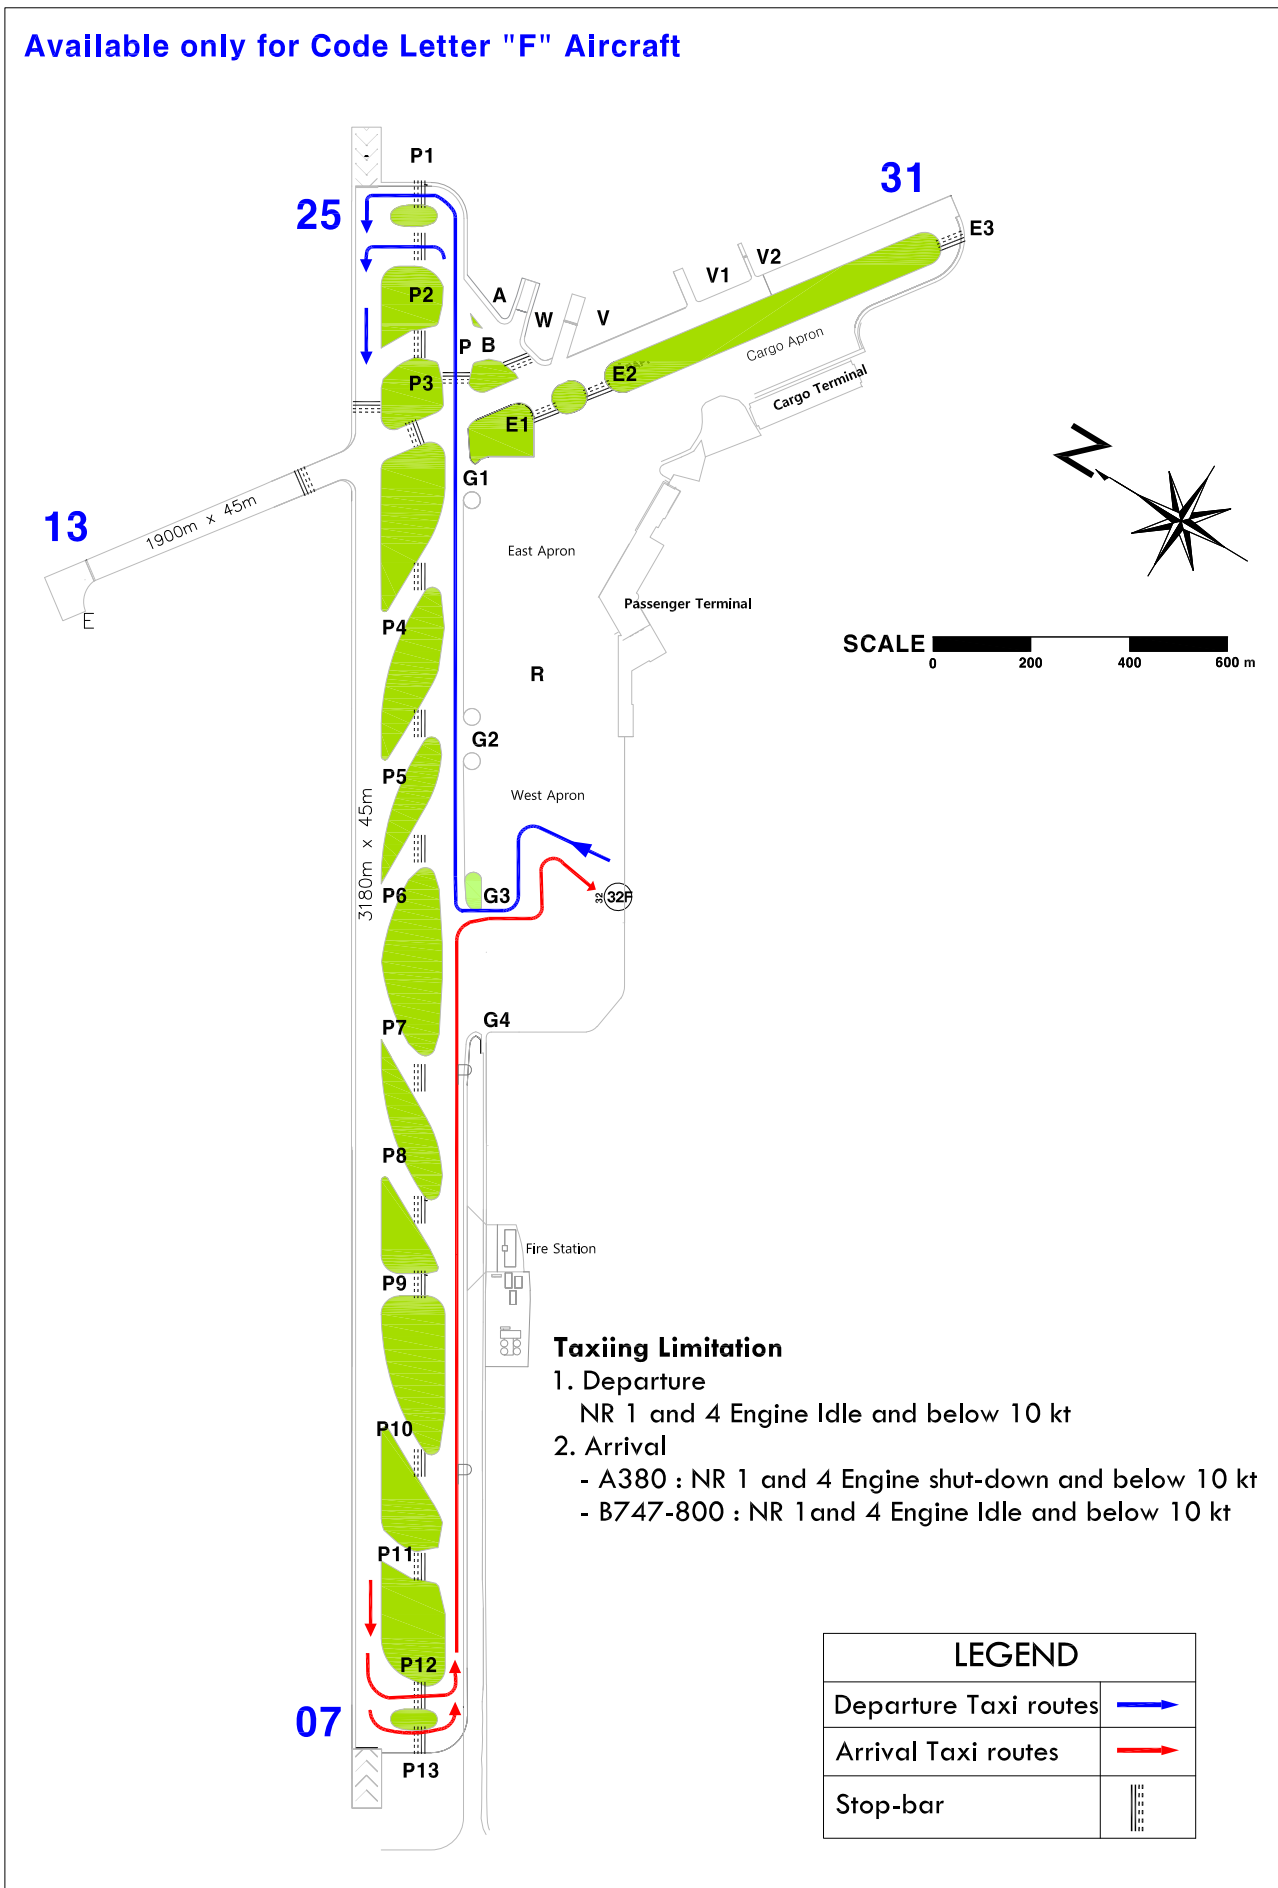 Available only for Code Letter "F" Aircraft
P1
31
25
E3
V2
V1
P2
A
W
V
P
B
Cargo Apron
P3
E2
Cargo Terminal
E1
G1
N
13
1900m x 45m
East Apron
E
P4
Passenger Terminal
SCALE
0
200
400
600 m
R
G2
P5
3180m x 45m
West Apron
P6
G3
32
32F
P7
G4
P8
Fire Station
P9
Taxiing Limitation
1. Departure
NR 1 and 4 Engine Idle and below 10 kt
2. Arrival
- A380 : NR 1 and 4 Engine shut-down and below 10 kt
- B747-800 : NR 1and 4 Engine Idle and below 10 kt
P10
P11
P12
07
P13
LEGEND
Departure Taxi routes
Arrival Taxi routes
Stop-bar